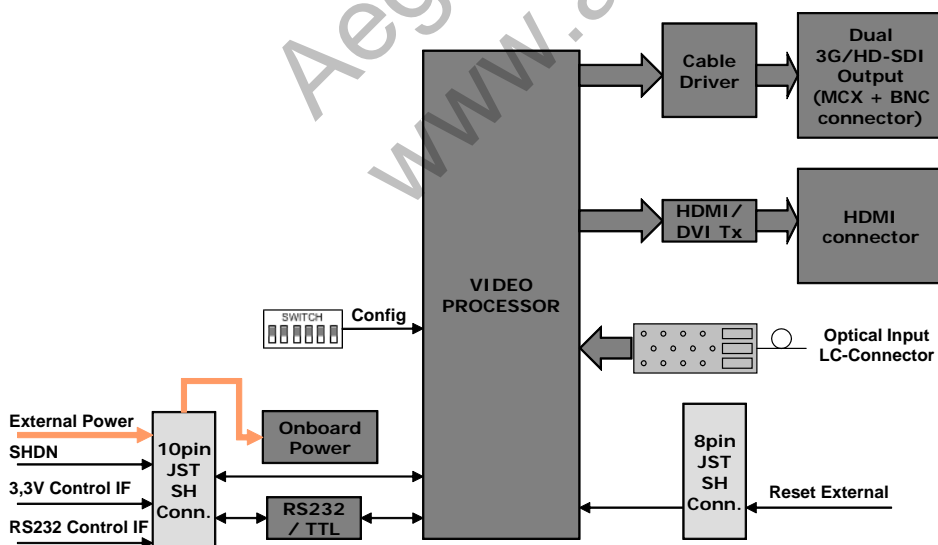 Aeg
www.a
Cable
Driver
Dual
3G/HD-SDI
Output
(MCX + BNC
connector)
HDMI/
DVI Tx
HDMI
connector
VIDEO
PROCESSOR
SWITCH
Config
Optical Input
LC-Connector
External Power
SHDN
3,3V Control IF
RS232 Control IF
10pin
JST
SH
Conn.
Onboard
Power
RS232
/ TTL
8pin
JST
SH
Conn.
Reset External